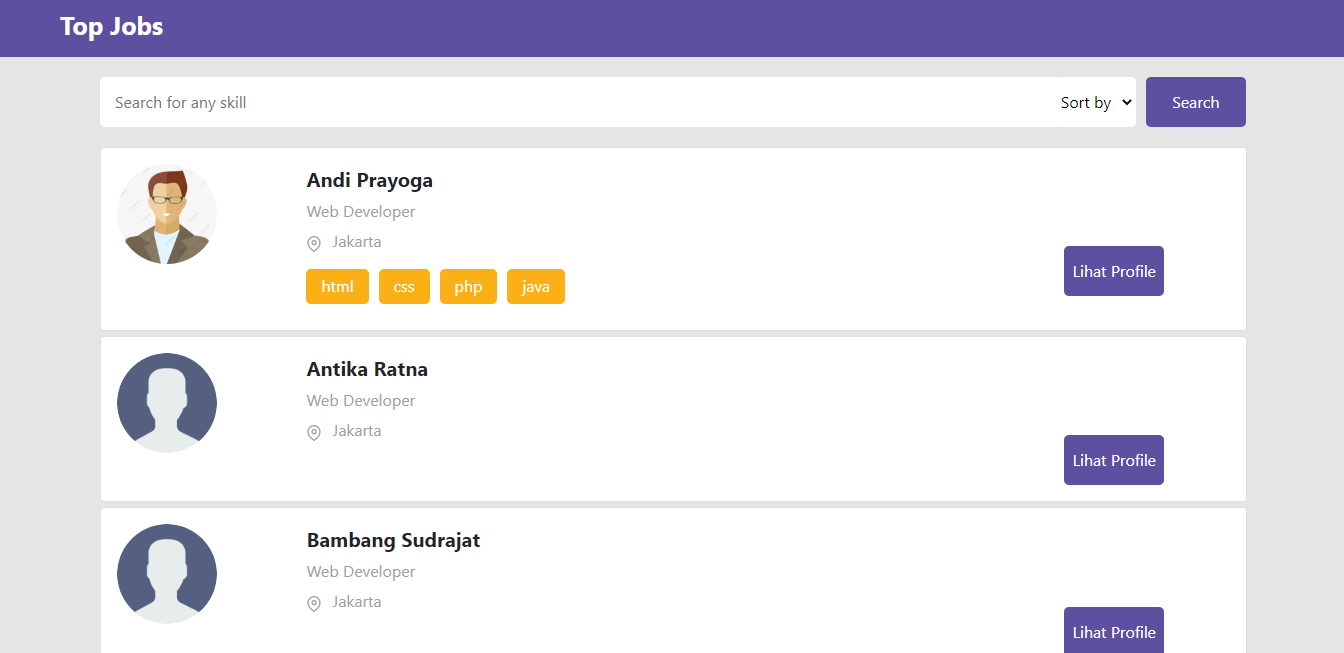 Top Jobs
Search for any skill
Sort by
Search
Andi Prayoga
Web Developer
Jakarta
html css php java
Lihat Profile
Antika Ratna
Web Developer
Jakarta
Lihat Profile
Bambang Sudrajat
Web Developer
Jakarta
Lihat Profile